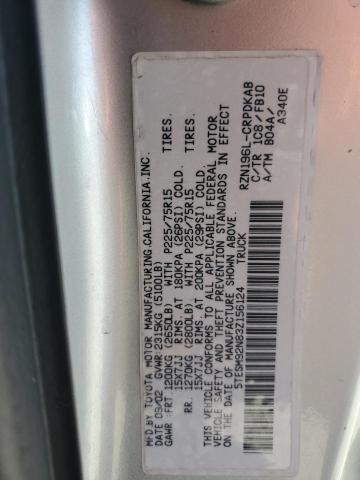 MFD BY TOYOTA MOTOR MANUFACTURING, CALIFORNIA, INC.
DATE 09/02 GVWR: 2315KG (5100LB)
GAWR :FRT. 1200KG (2650LB) WITH P225/75R15 TIRES.
15X7JJ RIMS AT 180KPA (26PSI) COLD.
RR. 1270KG (2800LB) WITH P225/75R15 TIRES.
15X7JJ RIMS AT 200KPA (29PSI) COLD.
THIS VEHICLE CONFORMS TO ALL APPLICABLE FEDERAL MOTOR
VEHICLE SAFETY AND THEFT PREVENTION STANDARDS IN EFFECT
ON THE DATE OF MANUFACTURE SHOWN ABOVE.
5TESM92N83Z156124 TRUCK
RZN196L-CRPDKAB
C/TR 1C8/FB10
A/TM B04A/
A340E